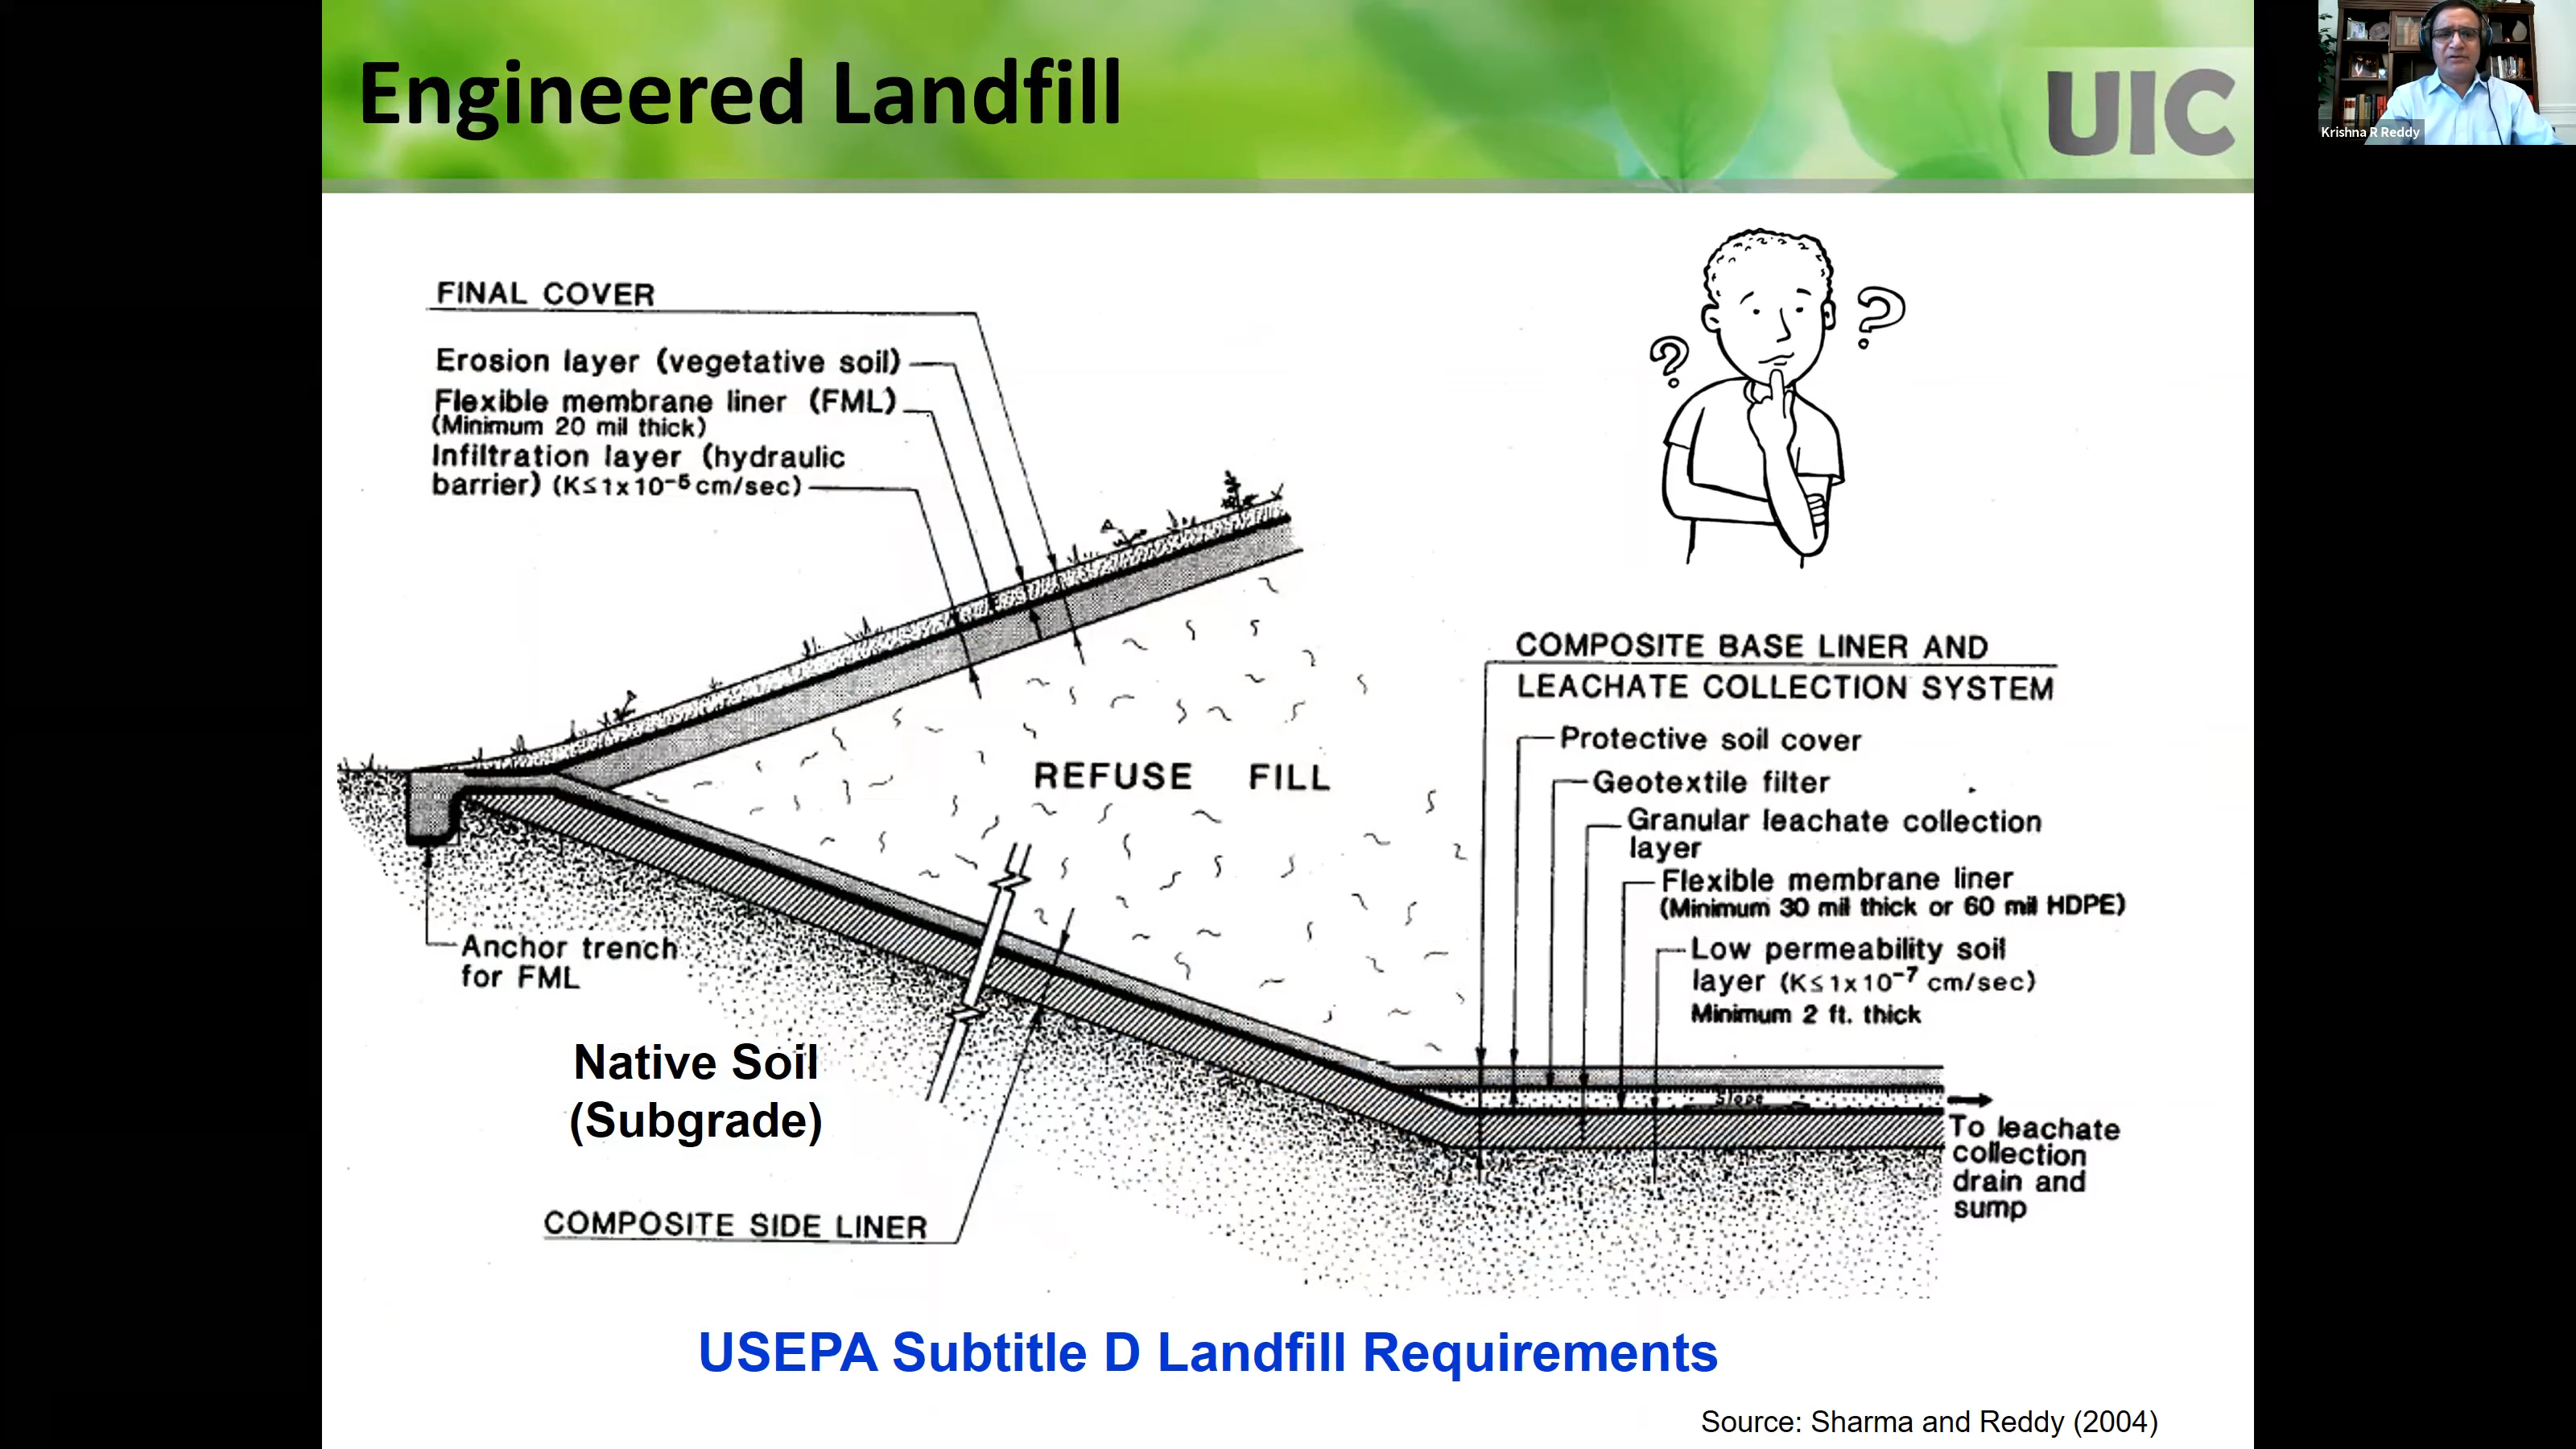 Engineered Landfill
UIC
Krishna R Reddy
FINAL COVER
Erosion layer (vegetative soil)
Flexible membrane liner (FML)
(Minimum 20 mil thick)
Infiltration layer (hydraulic
barrier) (K≤1x10⁻⁵cm/sec)
REFUSE FILL
COMPOSITE BASE LINER AND
LEACHATE COLLECTION SYSTEM
Protective soil cover
Geotextile filter
Granular leachate collection
layer
Flexible membrane liner
(Minimum 30 mil thick or 60 mil HDPE)
Low permeability soil
layer (K≤1x10⁻⁷ cm/sec)
Minimum 2 ft. thick
Anchor trench
for FML
Native Soil
(Subgrade)
Slope
To leachate
collection
drain and
sump
COMPOSITE SIDE LINER
USEPA Subtitle D Landfill Requirements
Source: Sharma and Reddy (2004)